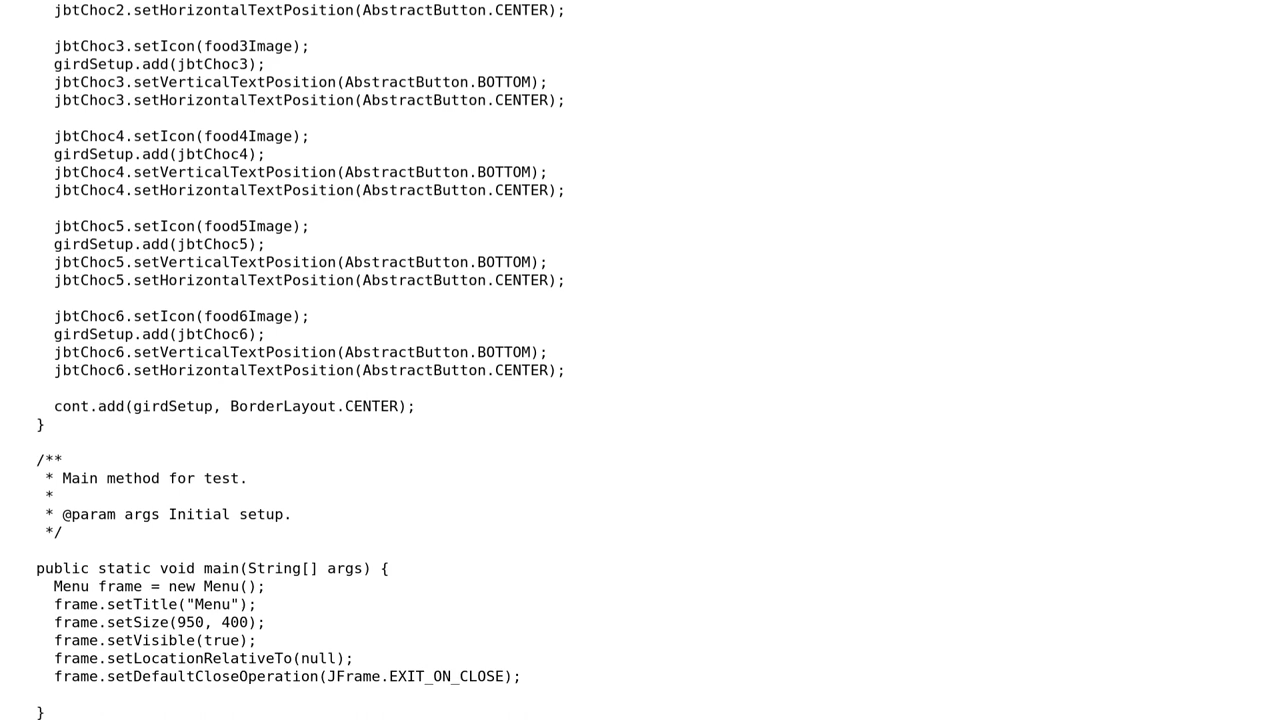 jbtChoc2.setHorizontalTextPosition(AbstractButton.CENTER);
jbtChoc3.setIcon(food3Image);
girdSetup.add(jbtChoc3);
jbtChoc3.setVerticalTextPosition(AbstractButton.BOTTOM);
jbtChoc3.setHorizontalTextPosition(AbstractButton.CENTER);
jbtChoc4.setIcon(food4Image);
girdSetup.add(jbtChoc4);
jbtChoc4.setVerticalTextPosition(AbstractButton.BOTTOM);
jbtChoc4.setHorizontalTextPosition(AbstractButton.CENTER);
jbtChoc5.setIcon(food5Image);
girdSetup.add(jbtChoc5);
jbtChoc5.setVerticalTextPosition(AbstractButton.BOTTOM);
jbtChoc5.setHorizontalTextPosition(AbstractButton.CENTER);
jbtChoc6.setIcon(food6Image);
girdSetup.add(jbtChoc6);
jbtChoc6.setVerticalTextPosition(AbstractButton.BOTTOM);
jbtChoc6.setHorizontalTextPosition(AbstractButton.CENTER);
cont.add(girdSetup, BorderLayout.CENTER);
}
/**
* Main method for test.
*
* @param args Initial setup.
*/
public static void main(String[] args) {
Menu frame = new Menu();
frame.setTitle("Menu");
frame.setSize(950, 400);
frame.setVisible(true);
frame.setLocationRelativeTo(null);
frame.setDefaultCloseOperation(JFrame.EXIT_ON_CLOSE);
}